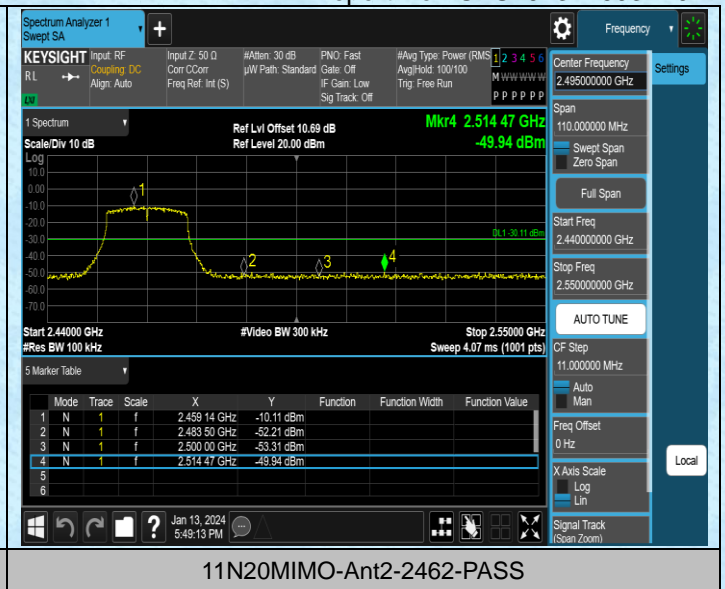 Spectrum Analyzer 1
Swept SA
+
Frequency
KEYSIGHT
Input: RF
Input Z: 50 Ω
#Atten: 30 dB
PNO: Fast
#Avg Type: Power (RMS
1 2 3 4 5 6
RL
Coupling: DC
Corr CCorr
µW Path: Standard
Gate: Off
Avg|Hold: 100/100
M W W W W W
Align: Auto
Freq Ref: Int (S)
IF Gain: Low
Trig: Free Run
Sig Track: Off
P P P P P P
LXI
1 Spectrum
Ref Lvl Offset 10.69 dB
Mkr4 2.514 47 GHz
Scale/Div 10 dB
Ref Level 20.00 dBm
-49.94 dBm
Log
10.0
0.00
-10.0
-20.0
-30.0
-40.0
-50.0
-60.0
-70.0
1
2
3
4
DL1 -30.11 dBm
Start 2.44000 GHz
#Video BW 300 kHz
Stop 2.55000 GHz
#Res BW 100 kHz
Sweep 4.07 ms (1001 pts)
5 Marker Table
Mode Trace Scale X Y Function Function Width Function Value
1 N 1 f 2.459 14 GHz -10.11 dBm
2 N 1 f 2.483 50 GHz -52.21 dBm
3 N 1 f 2.500 00 GHz -53.31 dBm
4 N 1 f 2.514 47 GHz -49.94 dBm
5
6
?
Jan 13, 2024
5:49:13 PM
Center Frequency
2.495000000 GHz
Settings
Span
110.000000 MHz
Swept Span
Zero Span
Full Span
Start Freq
2.440000000 GHz
Stop Freq
2.550000000 GHz
AUTO TUNE
CF Step
11.000000 MHz
Auto
Man
Freq Offset
0 Hz
X Axis Scale
Log
Lin
Local
Signal Track
(Span Zoom)
11N20MIMO-Ant2-2462-PASS